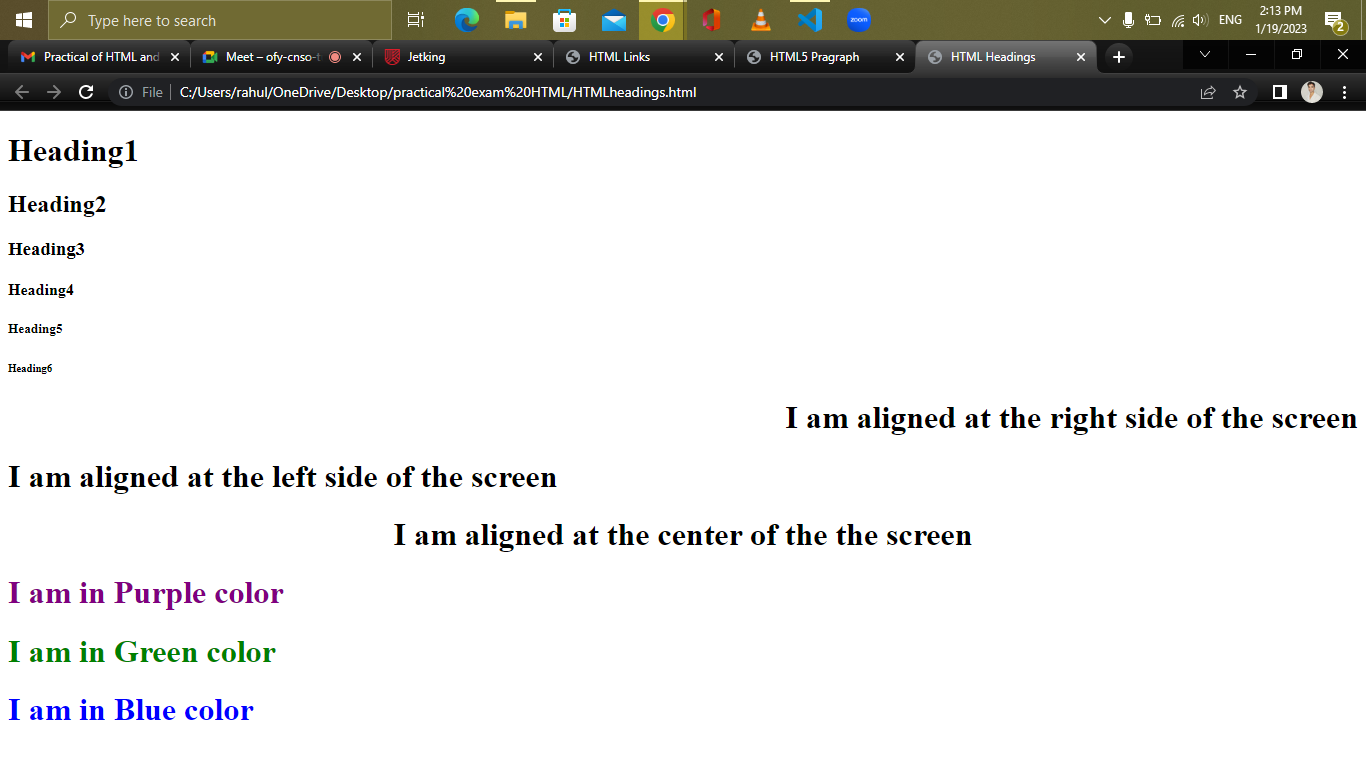 Type here to search
zoom
ENG
2:13 PM
1/19/2023
2
Practical of HTML and
Meet – ofy-cnso-t
Jetking
HTML Links
HTML5 Pragraph
HTML Headings
File
C:/Users/rahul/OneDrive/Desktop/practical%20exam%20HTML/HTMLheadings.html
Heading1
Heading2
Heading3
Heading4
Heading5
Heading6
I am aligned at the right side of the screen
I am aligned at the left side of the screen
I am aligned at the center of the the screen
I am in Purple color
I am in Green color
I am in Blue color